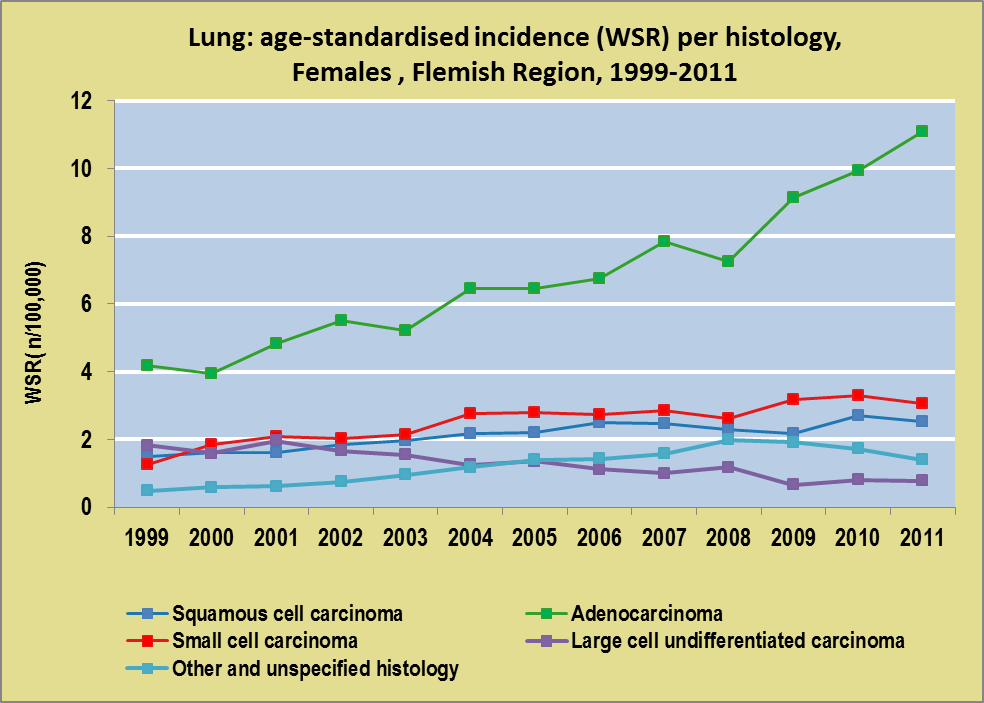 Lung: age-standardised incidence (WSR) per histology,
Females , Flemish Region, 1999-2011
WSR( n/100,000)
12
10
8
6
4
2
0
1999 2000 2001 2002 2003 2004 2005 2006 2007 2008 2009 2010 2011
Squamous cell carcinoma Adenocarcinoma
Small cell carcinoma Large cell undifferentiated carcinoma
Other and unspecified histology